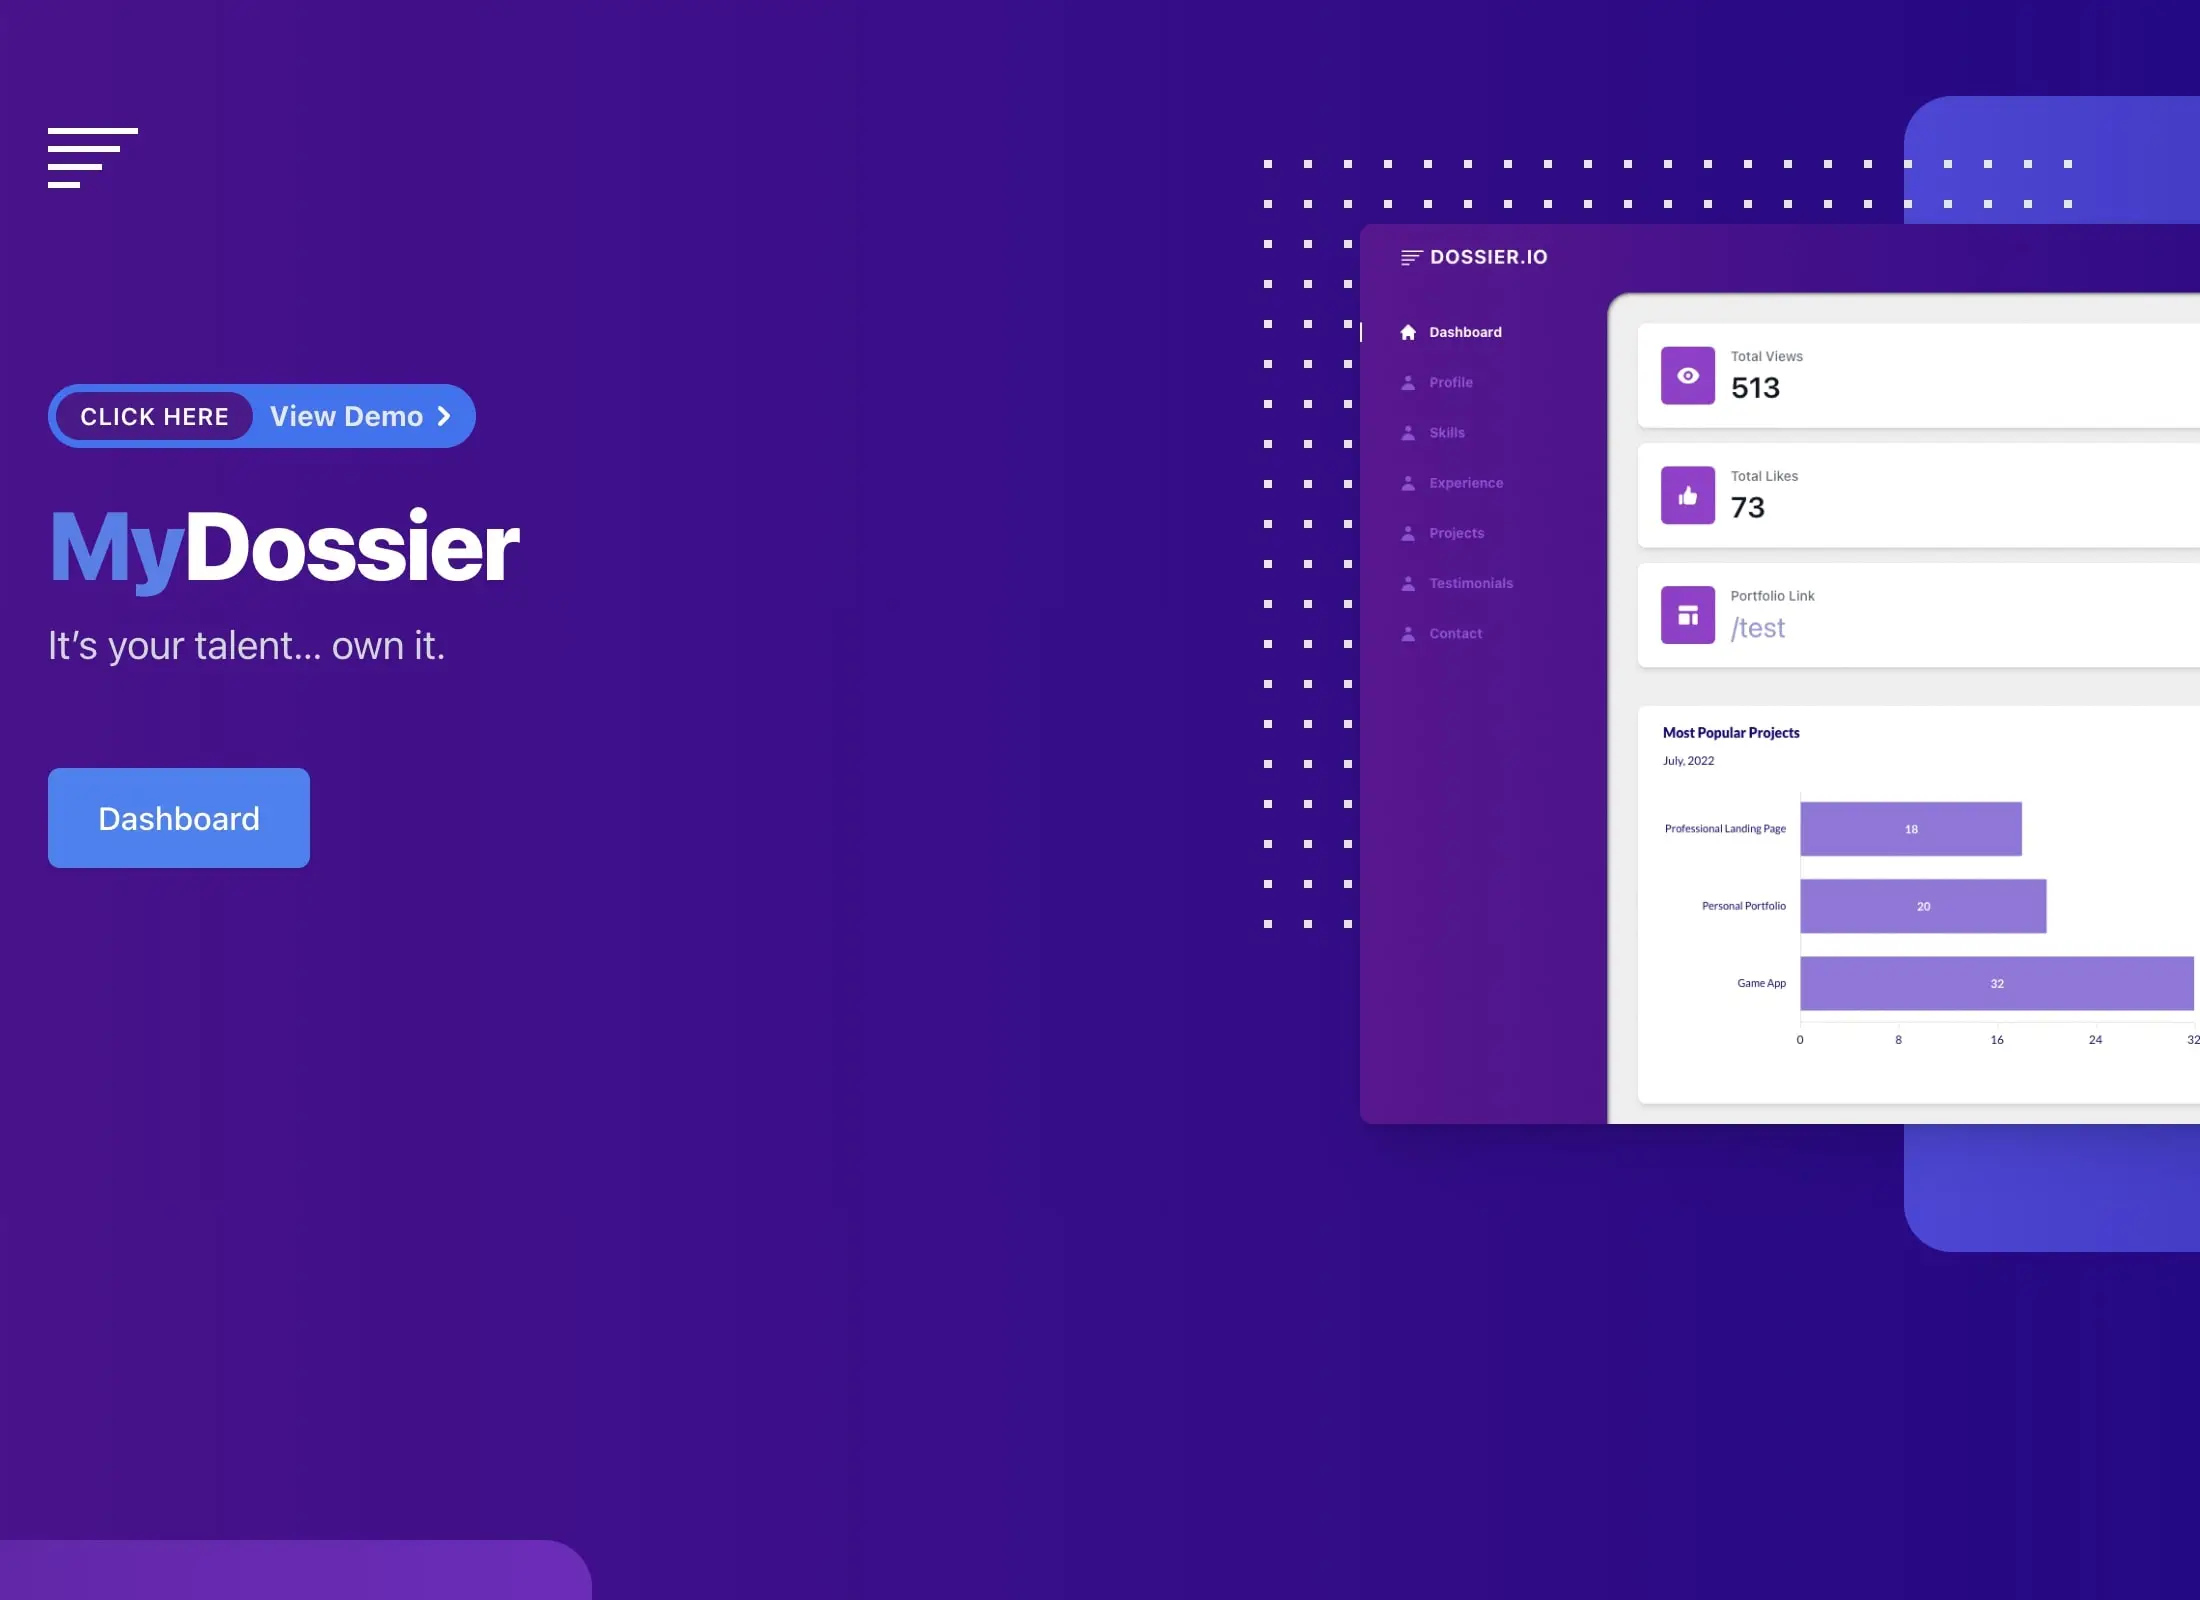 CLICK HERE View Demo
MyDossier
It's your talent... own it.
Dashboard
DOSSIER.IO
Dashboard
Profile
Skills
Experience
Projects
Testimonials
Contact
Total Views
513
Total Likes
73
Portfolio Link
/test
Most Popular Projects
July, 2022
Professional Landing Page 18
Personal Portfolio 20
Game App 32
0 8 16 24 32